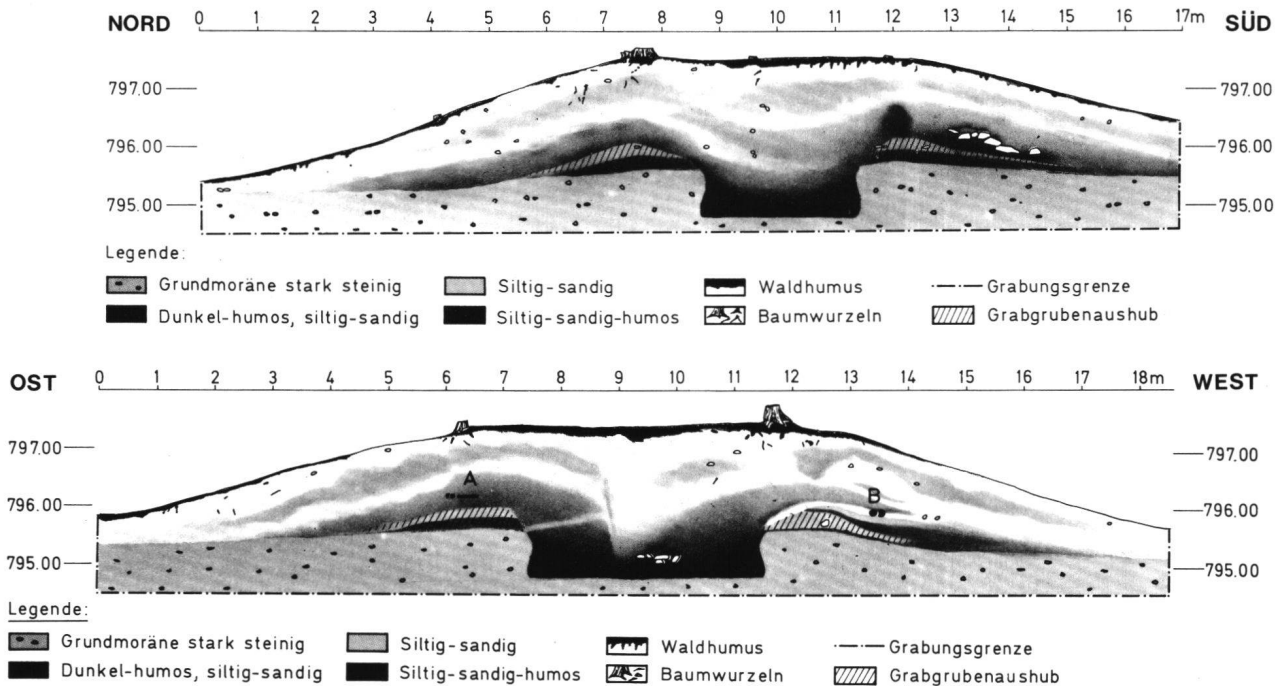 NORD 0 1 2 3 4 5 6 7 8 9 10 11 12 13 14 15 16 17m SÜD
797.00 797.00
796.00 796.00
795.00 795.00
Legende:
Grundmoräne stark steinig Siltig-sandig Waldhumus Grabungsgrenze
Dunkel-humos, siltig-sandig Siltig-sandig-humos Baumwurzeln Grabgrubenaushub
OST 0 1 2 3 4 5 6 7 8 9 10 11 12 13 14 15 16 17 18m WEST
797.00 797.00
A
B
796.00 796.00
795.00 795.00
Legende:
Grundmoräne stark steinig Siltig-sandig Waldhumus Grabungsgrenze
Dunkel-humos, siltig-sandig Siltig-sandig-humos Baumwurzeln Grabgrubenaushub